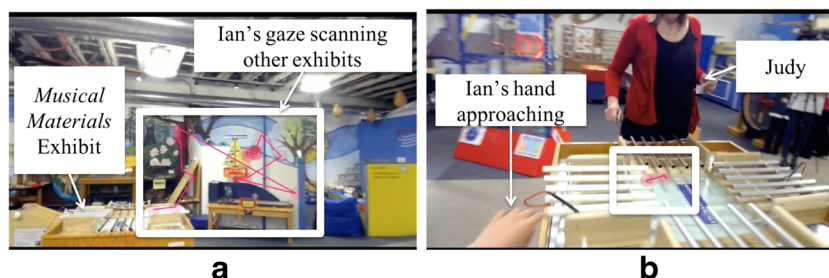 Ian's gaze scanning
other exhibits
Musical
Materials
Exhibit
Ian's hand
approaching
Judy
a
b